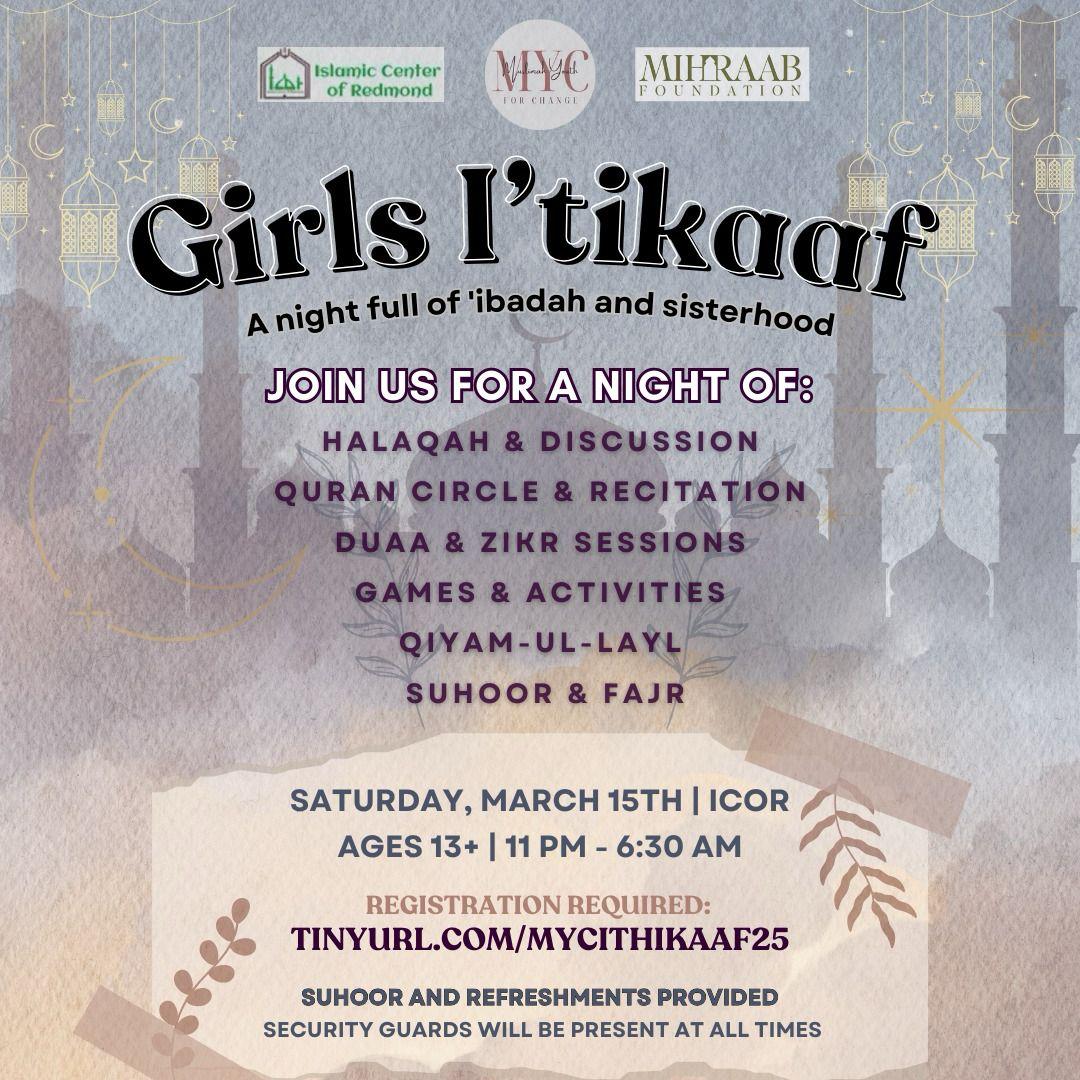 Islamic Center
of Redmond
MYC
Muslimah Youth
FOR CHANGE
MIHRAAB
FOUNDATION
Girls I'tikaaf
A night full of 'ibadah and sisterhood
JOIN US FOR A NIGHT OF:
HALAQAH & DISCUSSION
QURAN CIRCLE & RECITATION
DUAA & ZIKR SESSIONS
GAMES & ACTIVITIES
QIYAM-UL-LAYL
SUHOOR & FAJR
SATURDAY, MARCH 15TH | ICOR
AGES 13+ | 11 PM - 6:30 AM
REGISTRATION REQUIRED:
TINYURL.COM/MYCITHIKAAF25
SUHOOR AND REFRESHMENTS PROVIDED
SECURITY GUARDS WILL BE PRESENT AT ALL TIMES